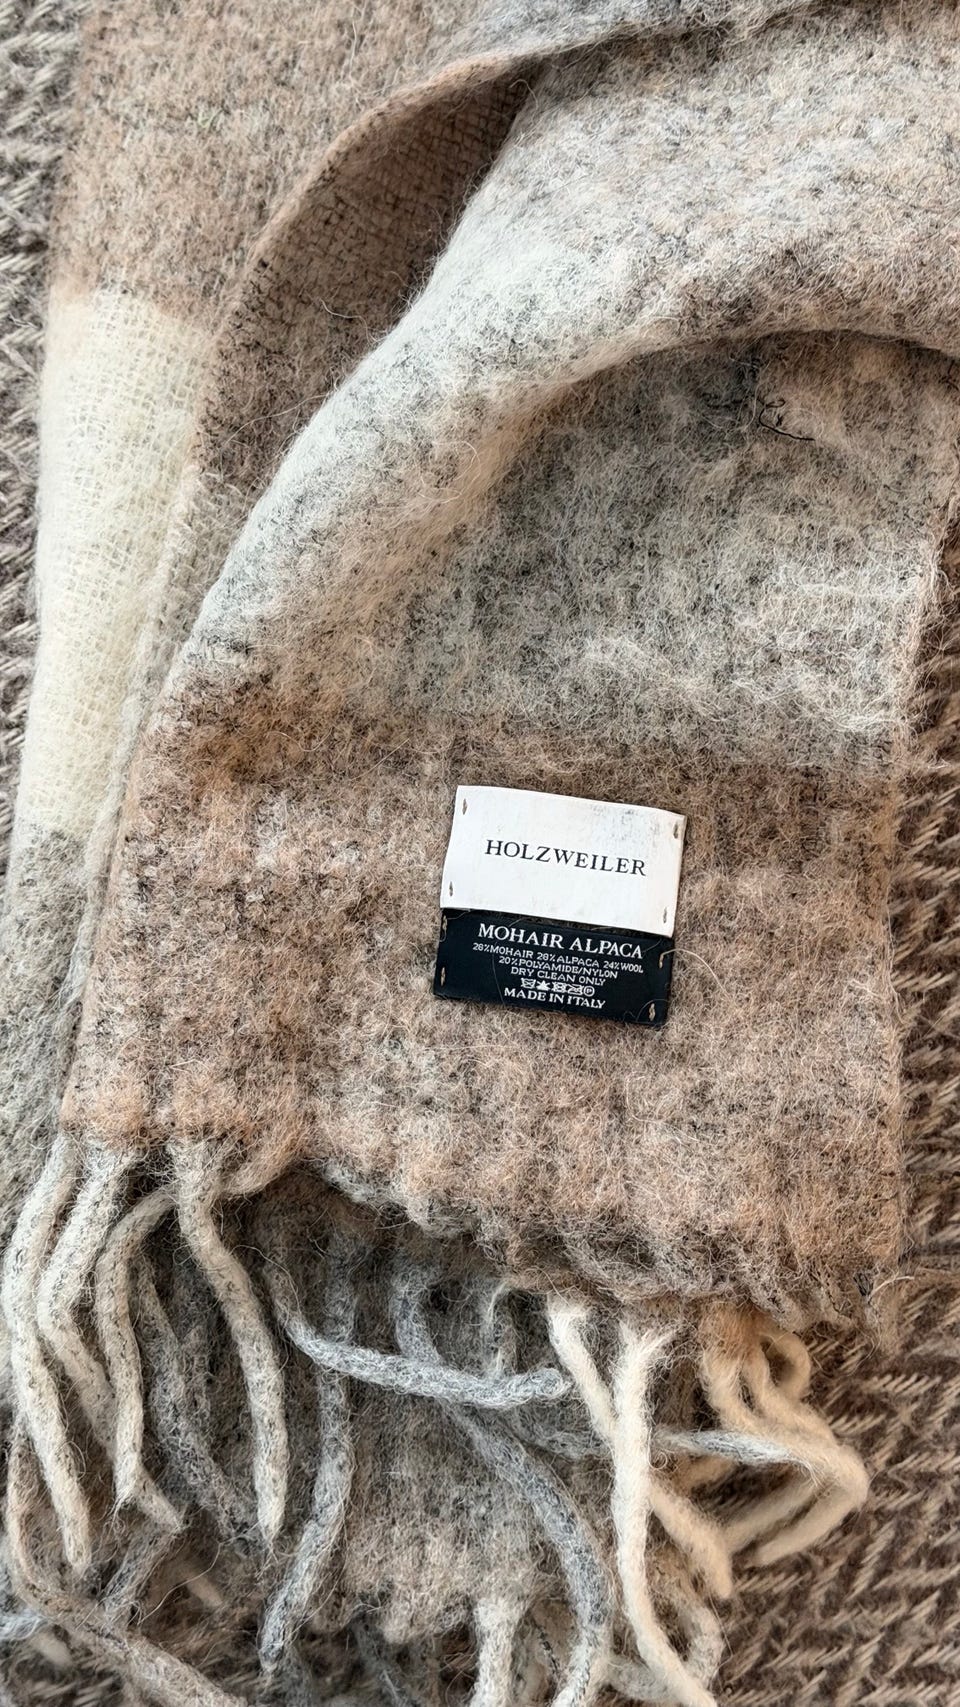 HOLZWEILER
MOHAIR ALPACA
28%MOHAIR 28%ALPACA 24%WOOL
20%POLYAMIDE/NYLON
DRY CLEAN ONLY
MADE IN ITALY